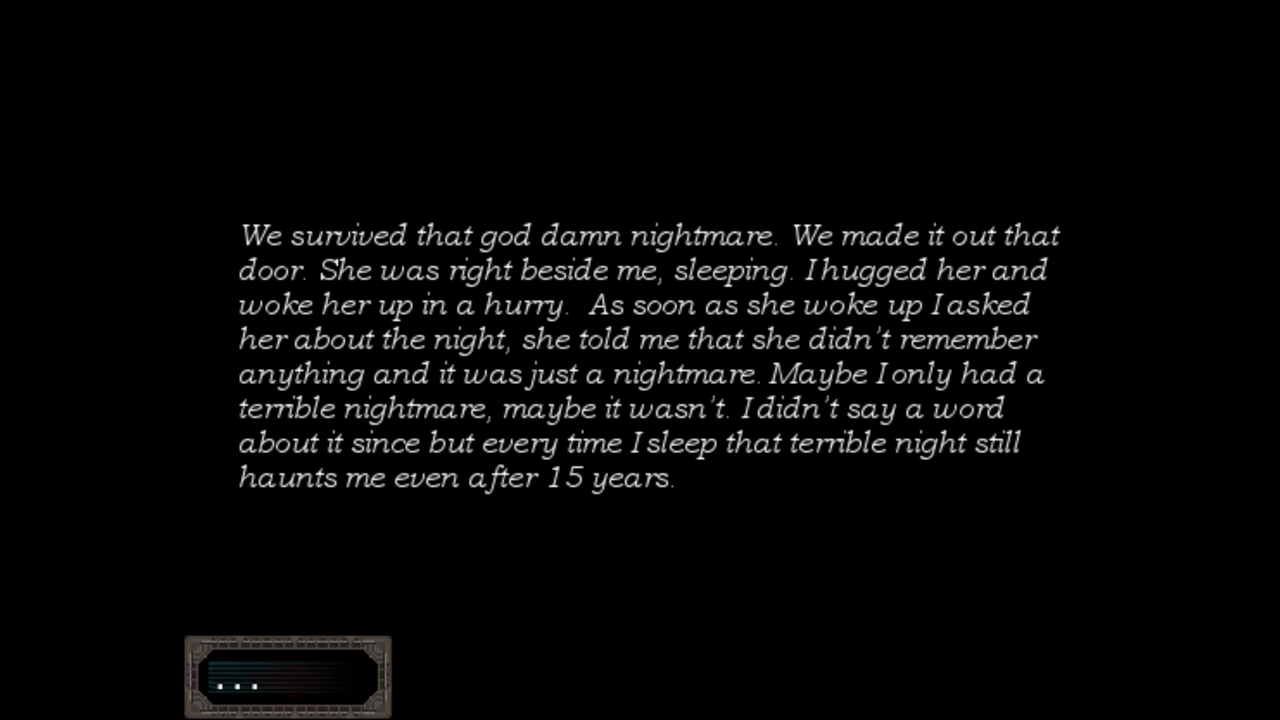 We survived that god damn nightmare. We made it out that
door. She was right beside me, sleeping. I hugged her and
woke her up in a hurry.  As soon as she woke up I asked
her about the night, she told me that she didn't remember
anything and it was just a nightmare. Maybe I only had a
terrible nightmare, maybe it wasn't. I didn't say a word
about it since but every time I sleep that terrible night still
haunts me even after 15 years.
...